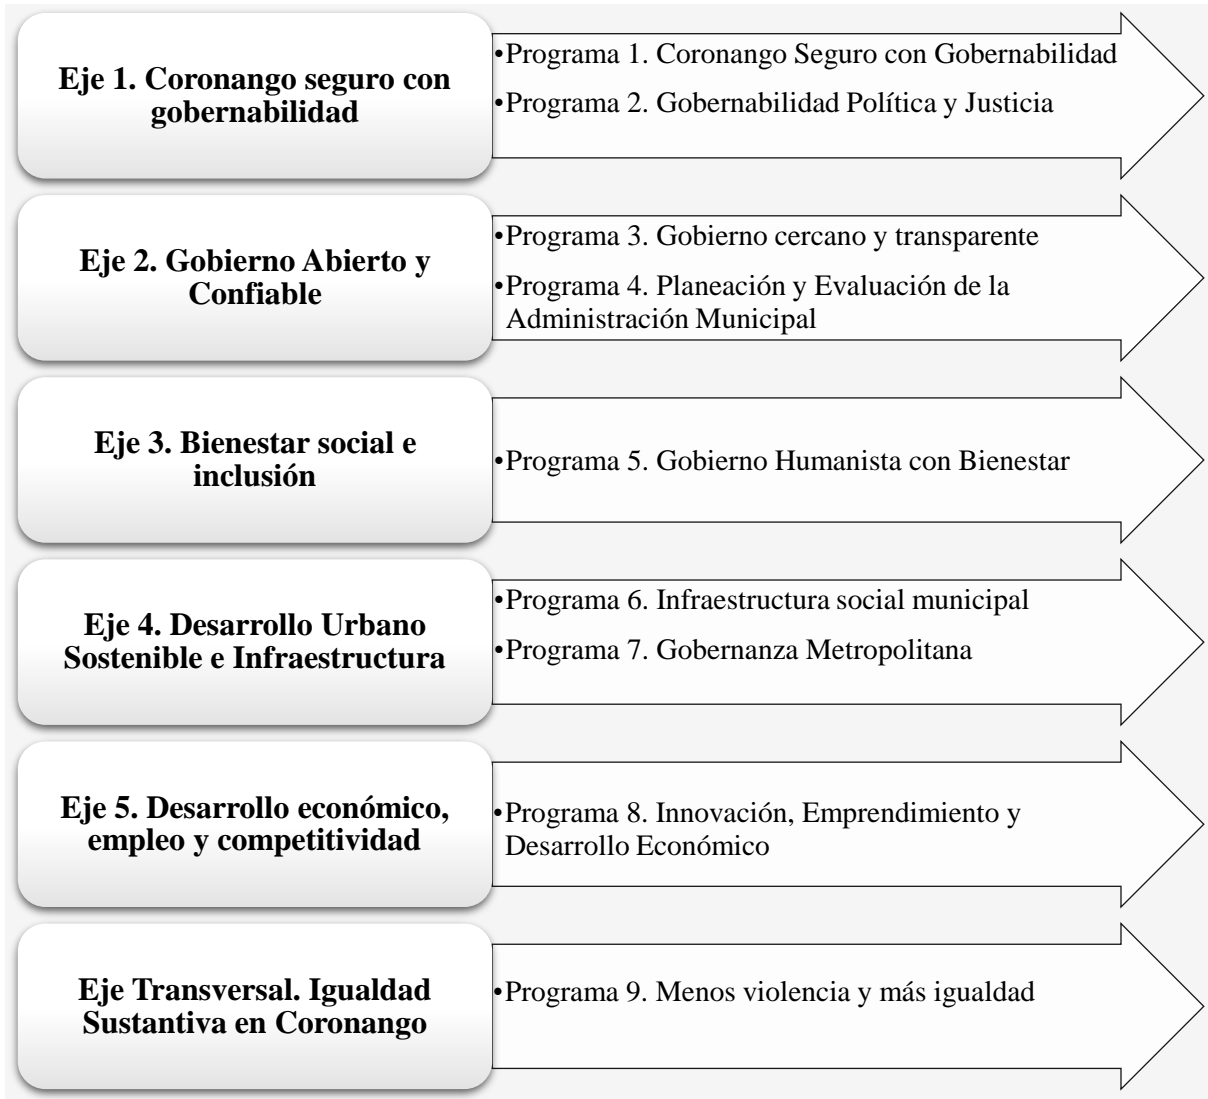 Eje 1. Coronango seguro con
gobernabilidad
•Programa 1. Coronango Seguro con Gobernabilidad
•Programa 2. Gobernabilidad Política y Justicia
Eje 2. Gobierno Abierto y
Confiable
•Programa 3. Gobierno cercano y transparente
•Programa 4. Planeación y Evaluación de la
Administración Municipal
Eje 3. Bienestar social e
inclusión
•Programa 5. Gobierno Humanista con Bienestar
Eje 4. Desarrollo Urbano
Sostenible e Infraestructura
•Programa 6. Infraestructura social municipal
•Programa 7. Gobernanza Metropolitana
Eje 5. Desarrollo económico,
empleo y competitividad
•Programa 8. Innovación, Emprendimiento y
Desarrollo Económico
Eje Transversal. Igualdad
Sustantiva en Coronango
•Programa 9. Menos violencia y más igualdad